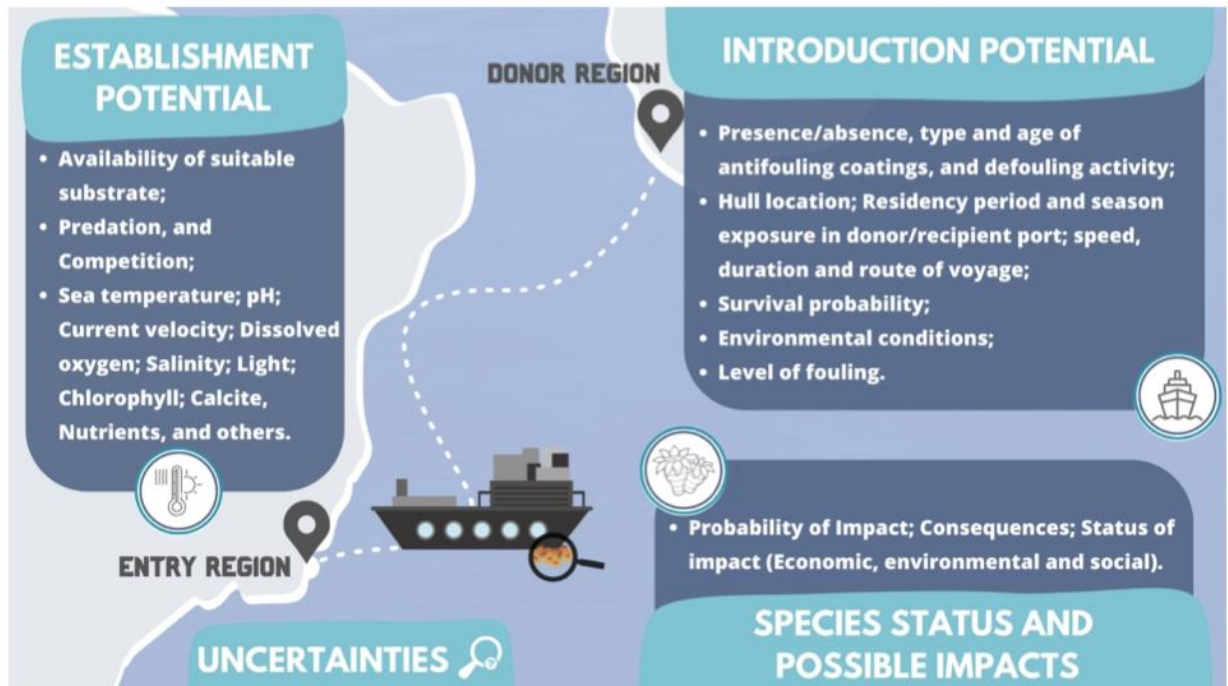 ESTABLISHMENT
POTENTIAL
• Availability of suitable
substrate;
• Predation, and
Competition;
• Sea temperature; pH;
Current velocity; Dissolved
oxygen; Salinity; Light;
Chlorophyll; Calcite,
Nutrients, and others.
DONOR REGION
INTRODUCTION POTENTIAL
• Presence/absence, type and age of
antifouling coatings, and defouling activity;
• Hull location; Residency period and season
exposure in donor/recipient port; speed,
duration and route of voyage;
• Survival probability;
• Environmental conditions;
• Level of fouling.
ENTRY REGION
• Probability of Impact; Consequences; Status of
impact (Economic, environmental and social).
SPECIES STATUS AND
POSSIBLE IMPACTS
UNCERTAINTIES
?